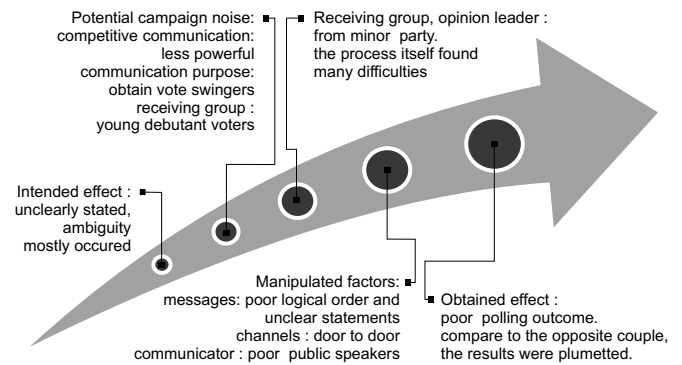 Potential campaign noise:
competitive communication:
less powerful
communication purpose:
obtain vote swingers
receiving group :
young debutant voters
Receiving group, opinion leader :
from minor party.
the process itself found
many difficulties
Intended effect :
unclearly stated,
ambiguity
mostly occured
Manipulated factors:
messages: poor logical order and
unclear statements
channels : door to door
communicator : poor public speakers
Obtained effect :
poor polling outcome.
compare to the opposite couple,
the results were plumetted.